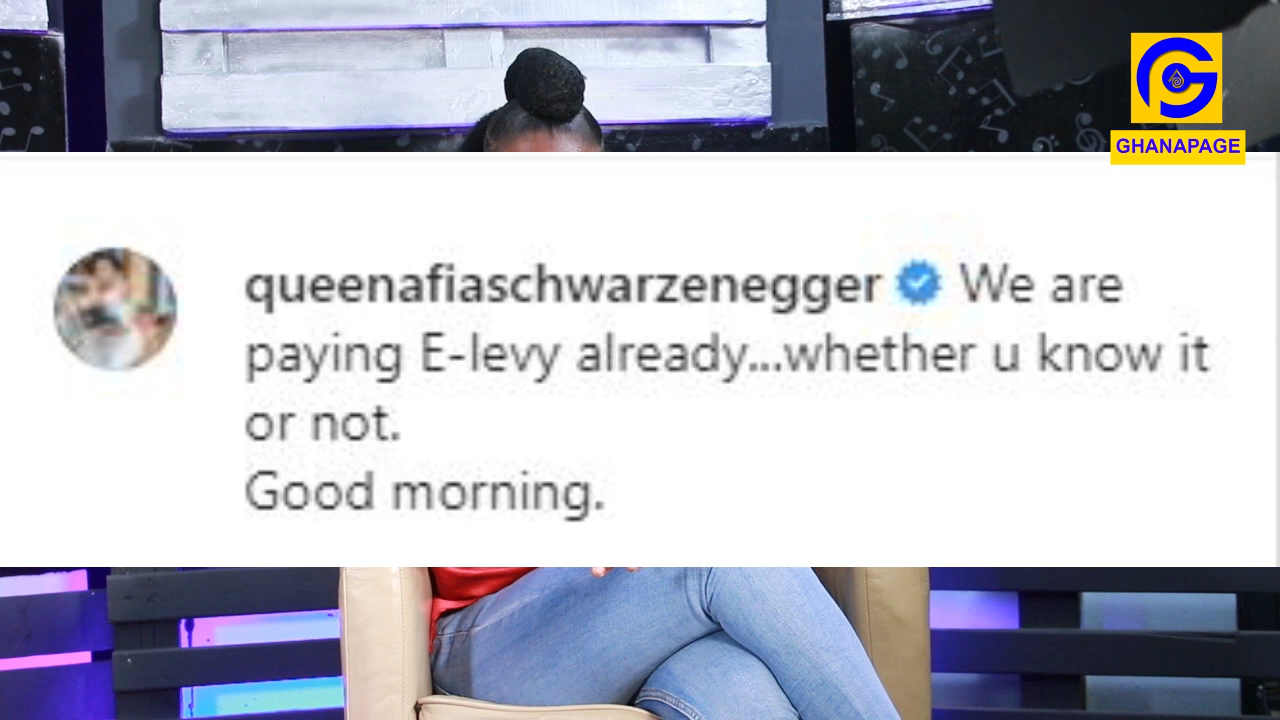 GHANAPAGE
queenafiaschwarzenegger We are
paying E-levy already...whether u know it
or not.
Good morning.